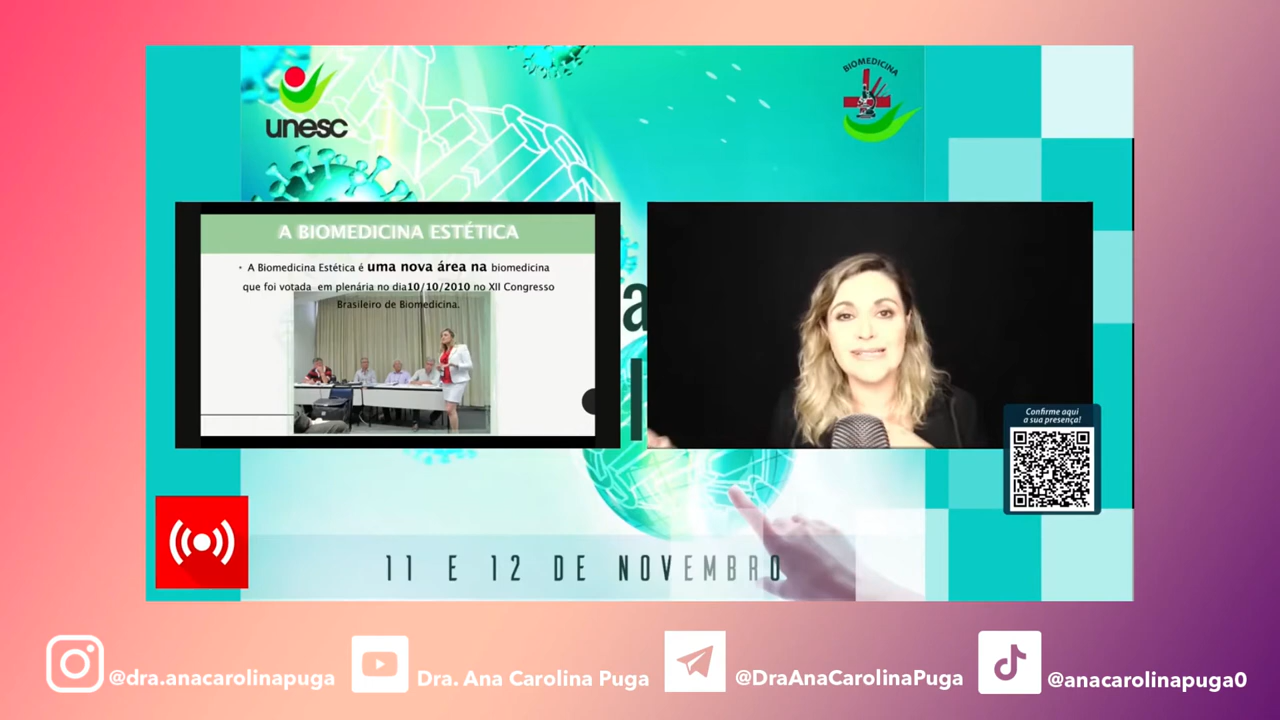 unesc
BIOMEDICINA
A BIOMEDICINA ESTÉTICA
• A Biomedicina Estética é uma nova área na biomedicina
que foi votada em plenária no dia10/10/2010 no XII Congresso
Brasileiro de Biomedicina.
a
l
Confirme aqui
a sua presença!
11 E 12 DE NOVEMBRO
@dra.anacarolinapuga
Dra. Ana Carolina Puga
@DraAnaCarolinaPuga
@anacarolinapuga0